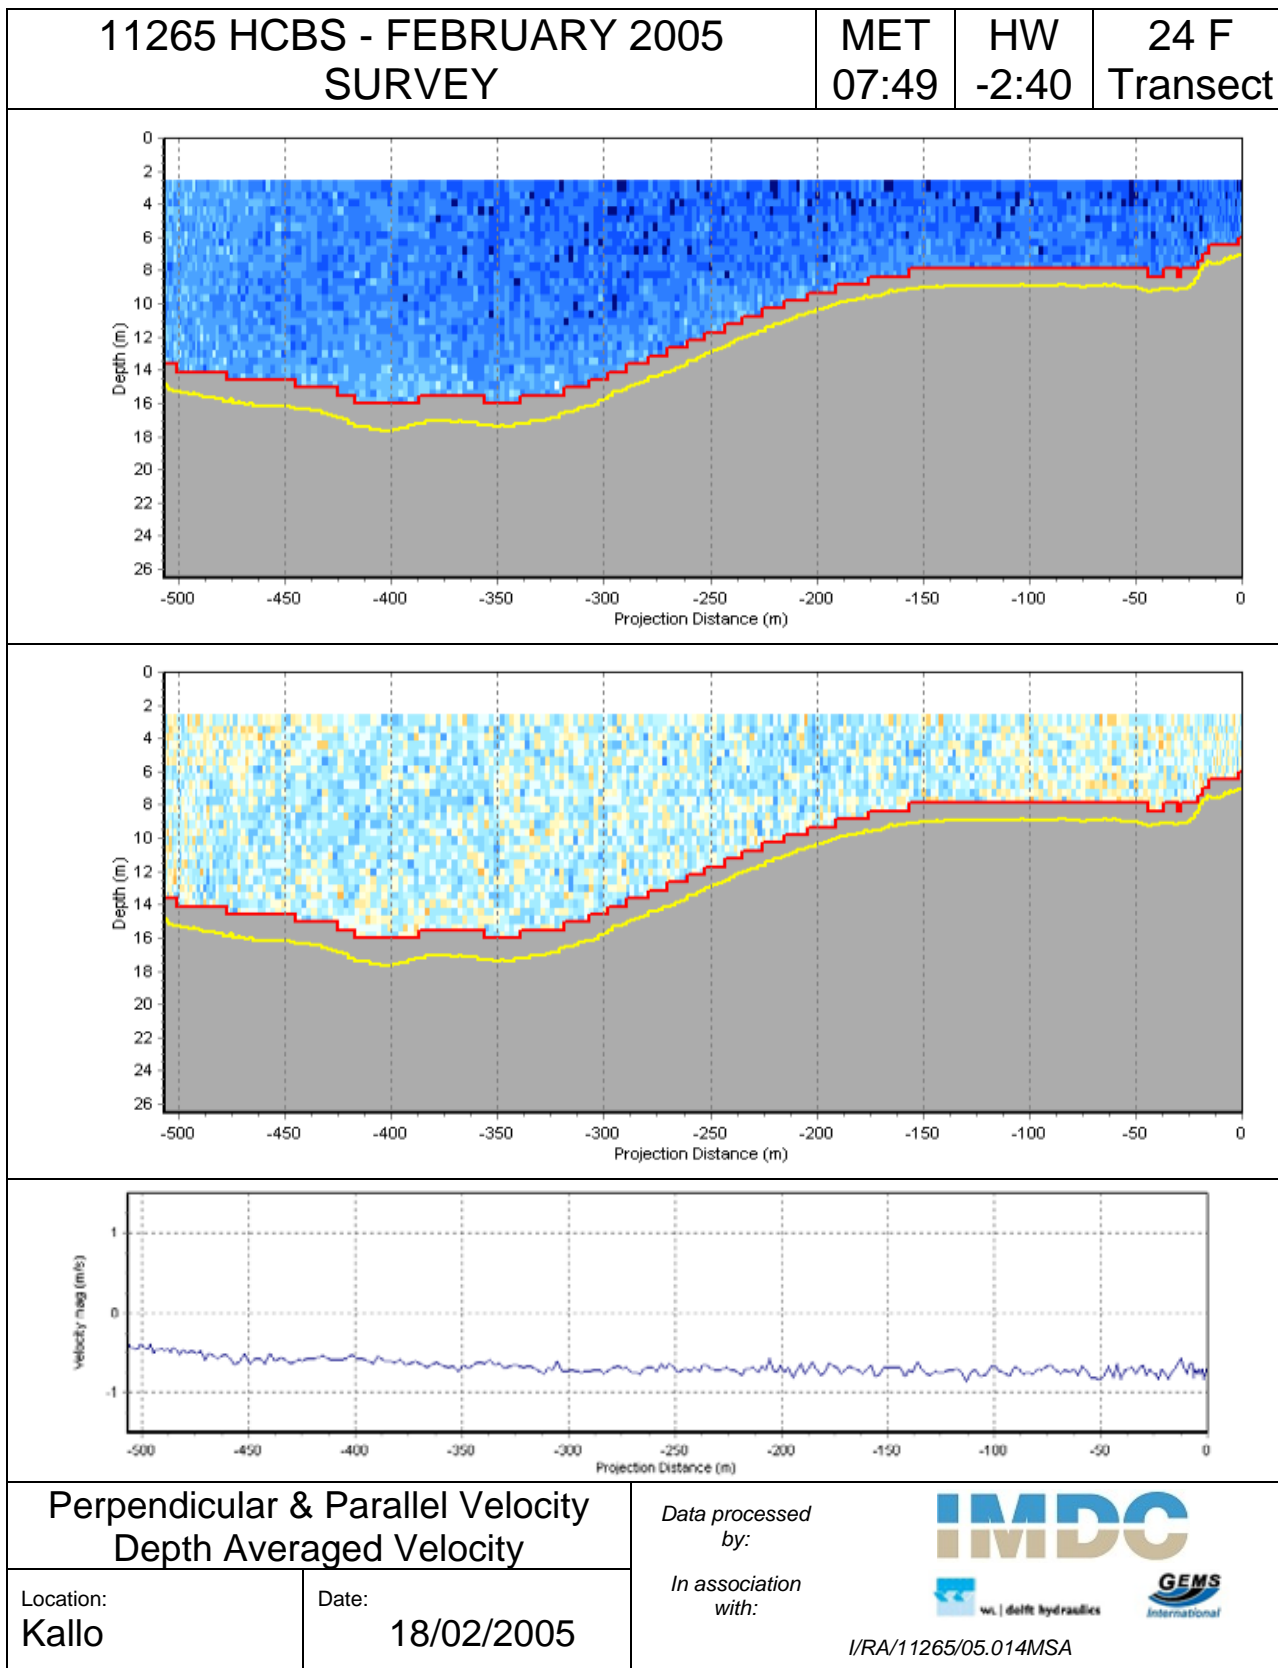 11265 HCBS - FEBRUARY 2005
SURVEY
MET
07:49
HW
-2:40
24 F
Transect
0
2
4
6
8
10
12
14
16
18
20
22
24
26
Depth (m)
-500 -450 -400 -350 -300 -250 -200 -150 -100 -50 0
Projection Distance (m)
0
2
4
6
8
10
12
14
16
18
20
22
24
26
Depth (m)
-500 -450 -400 -350 -300 -250 -200 -150 -100 -50 0
Projection Distance (m)
1
0
-1
Velocity mag (m/s)
-500 -450 -400 -350 -300 -250 -200 -150 -100 -50 0
Projection Distance (m)
Perpendicular & Parallel Velocity
Depth Averaged Velocity
Location:
Kallo
Date:
18/02/2005
Data processed
by:
IMDC
In association
with:
wl | delft hydraulics
GEMS
International
I/RA/11265/05.014MSA